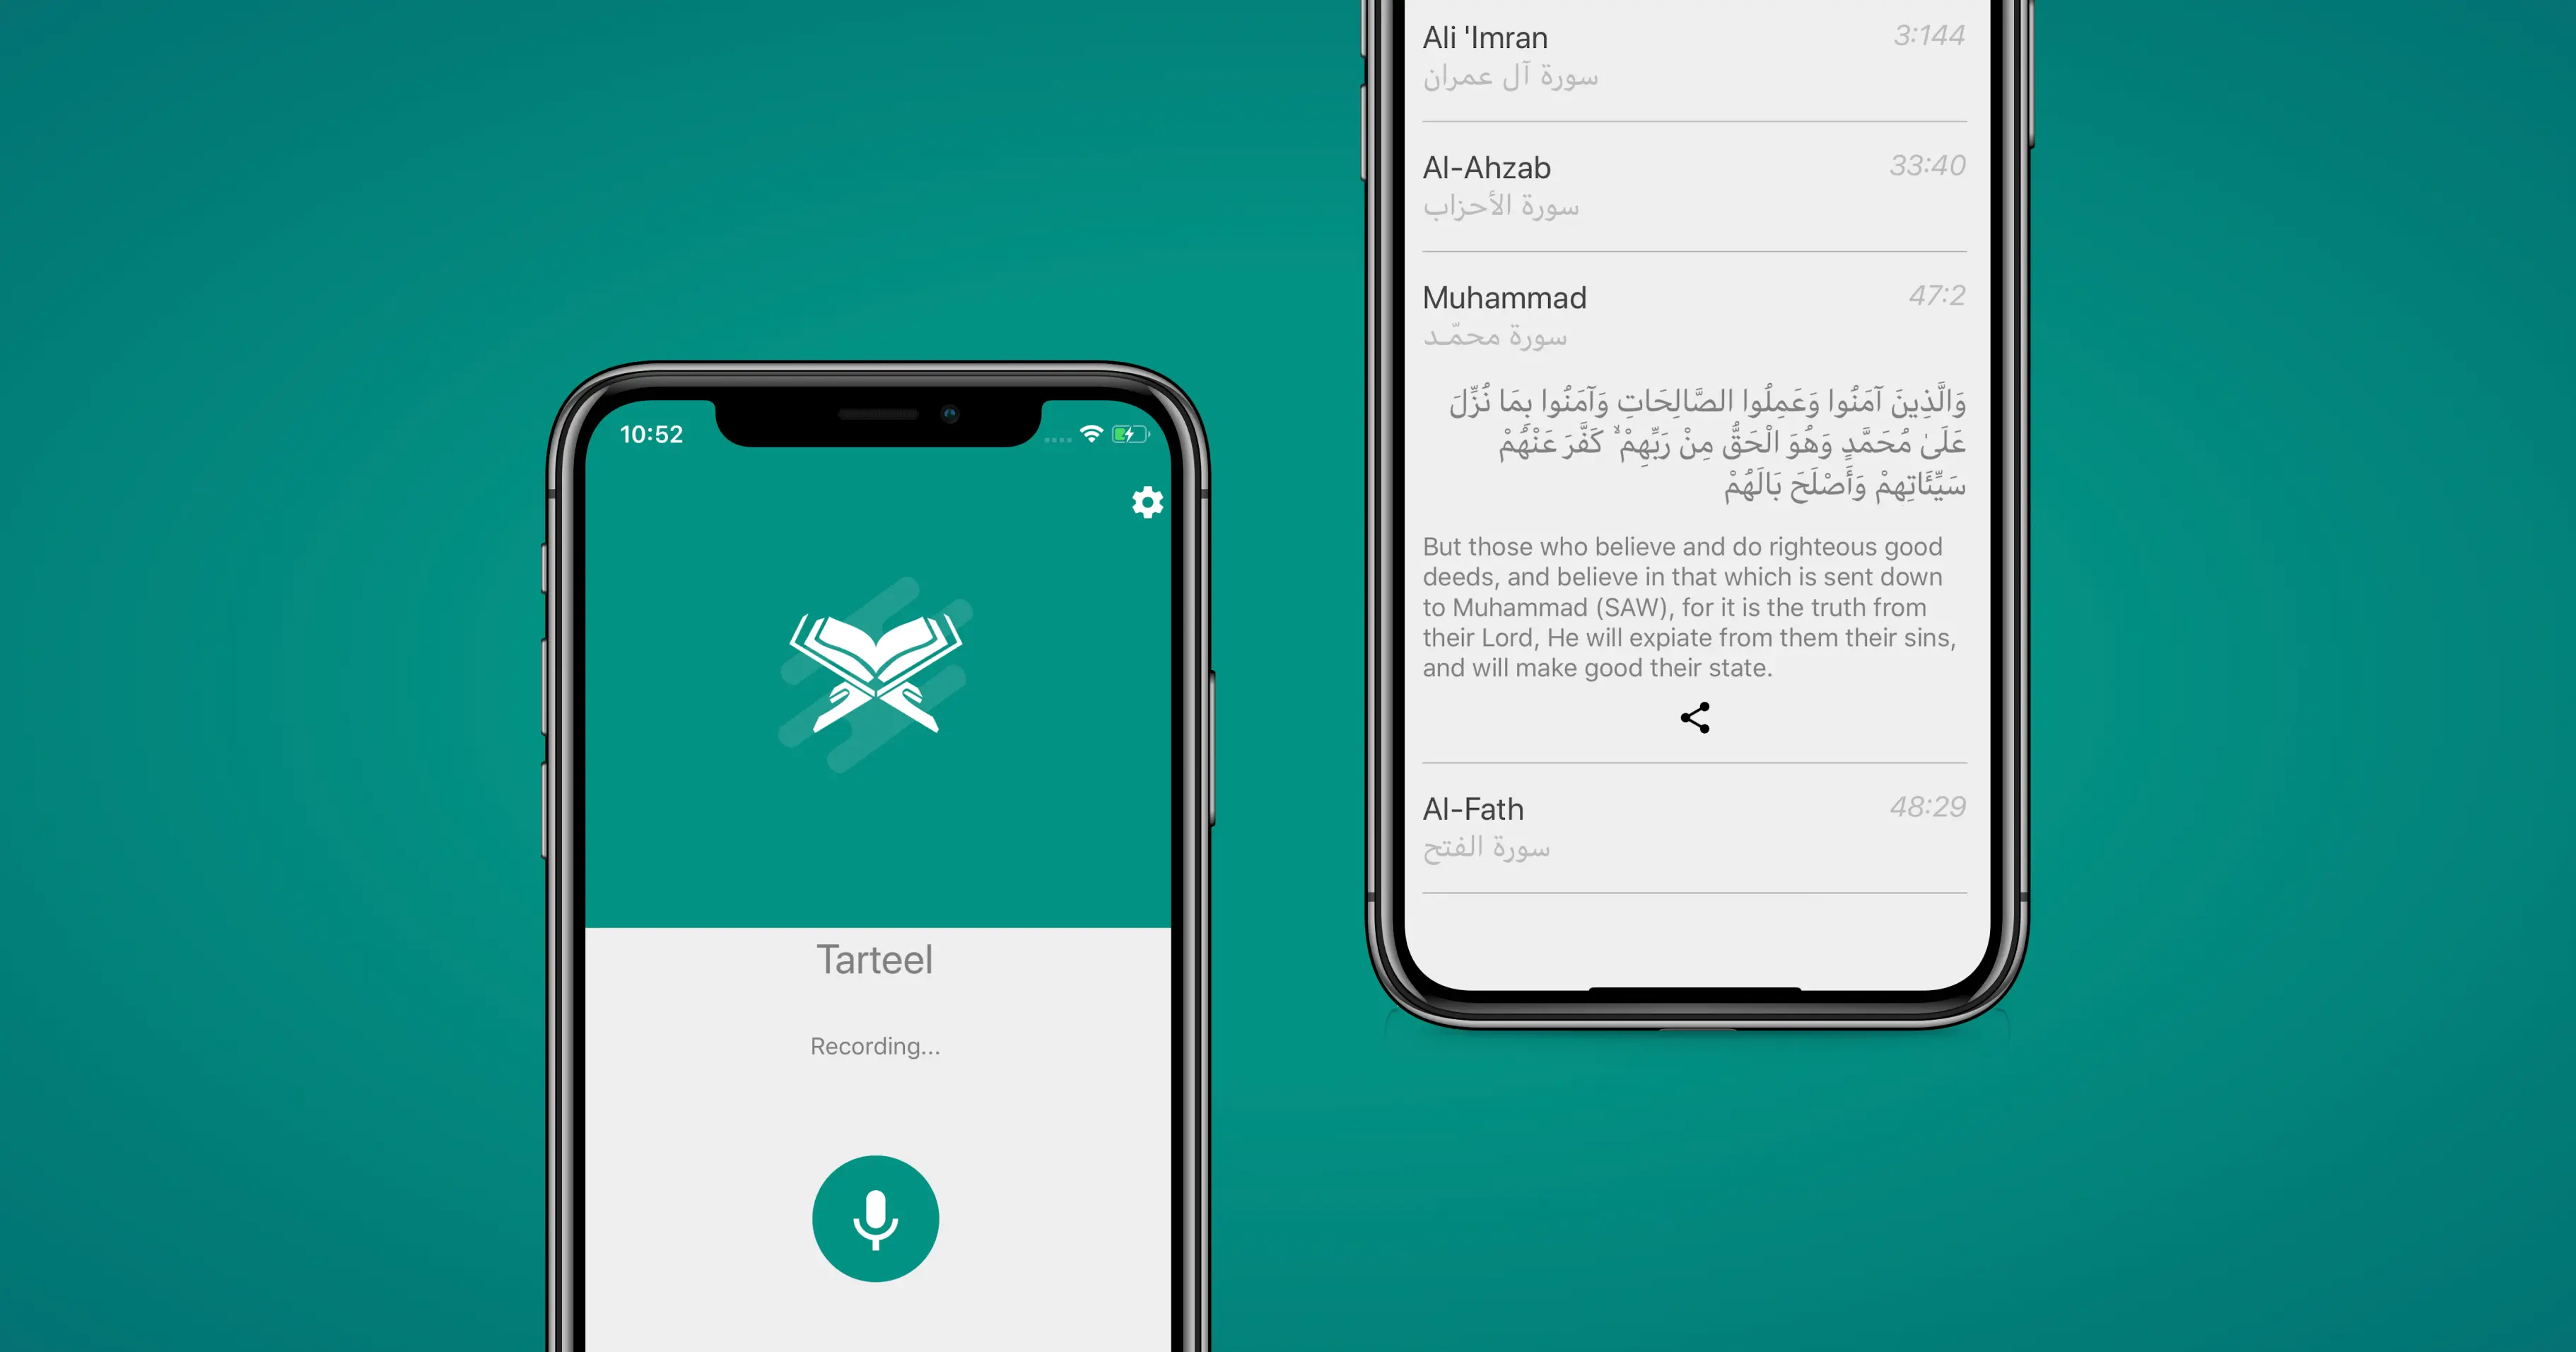 10:52
Tarteel
Recording...
Ali 'Imran
3:144
سورة آل عمران
Al-Ahzab
33:40
سورة الأحزاب
Muhammad
47:2
سورة محمّـد
وَالَّذِينَ آمَنُوا وَعَمِلُوا الصَّالِحَاتِ وَآمَنُوا بِمَا نُزِّلَ
عَلَىٰ مُحَمَّدٍ وَهُوَ الْحَقُّ مِنْ رَبِّهِمْ ۙ كَفَّرَ عَنْهُمْ
سَيِّئَاتِهِمْ وَأَصْلَحَ بَالَهُمْ
But those who believe and do righteous good
deeds, and believe in that which is sent down
to Muhammad (SAW), for it is the truth from
their Lord, He will expiate from them their sins,
and will make good their state.
Al-Fath
48:29
سورة الفتح